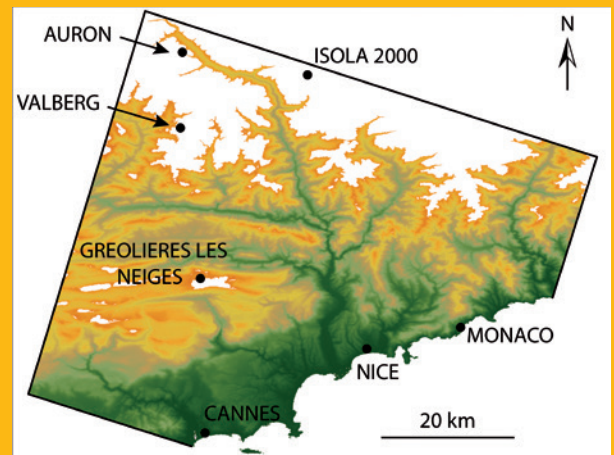 AURON
ISOLA 2000
N
VALBERG
GREOLIERES LES
NEIGES
MONACO
NICE
CANNES
20 km